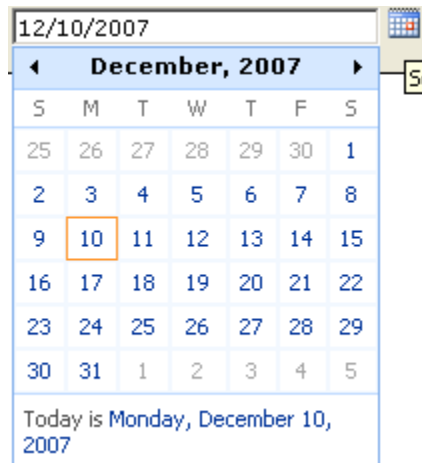 12/10/2007
December, 2007
S M T W T F S
25 26 27 28 29 30 1
2 3 4 5 6 7 8
9 10 11 12 13 14 15
16 17 18 19 20 21 22
23 24 25 26 27 28 29
30 31 1 2 3 4 5
Today is Monday, December 10,
2007